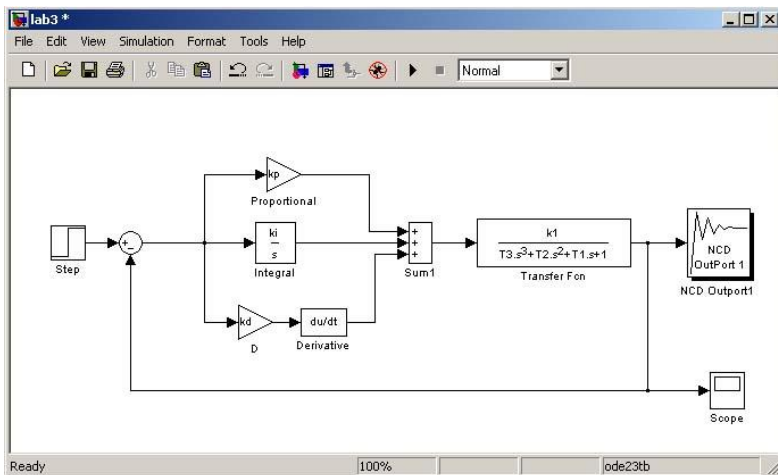 lab3 *
File Edit View Simulation Format Tools Help
Normal
kp
Proportional
ki
s
Integral
kd
D
du/dt
Derivative
Step
+
−
+
+
+
Sum1
k1
T3.s³+T2.s²+T1.s+1
Transfer Fcn
NCD
OutPort 1
NCD Outport1
Scope
Ready 100% ode23tb